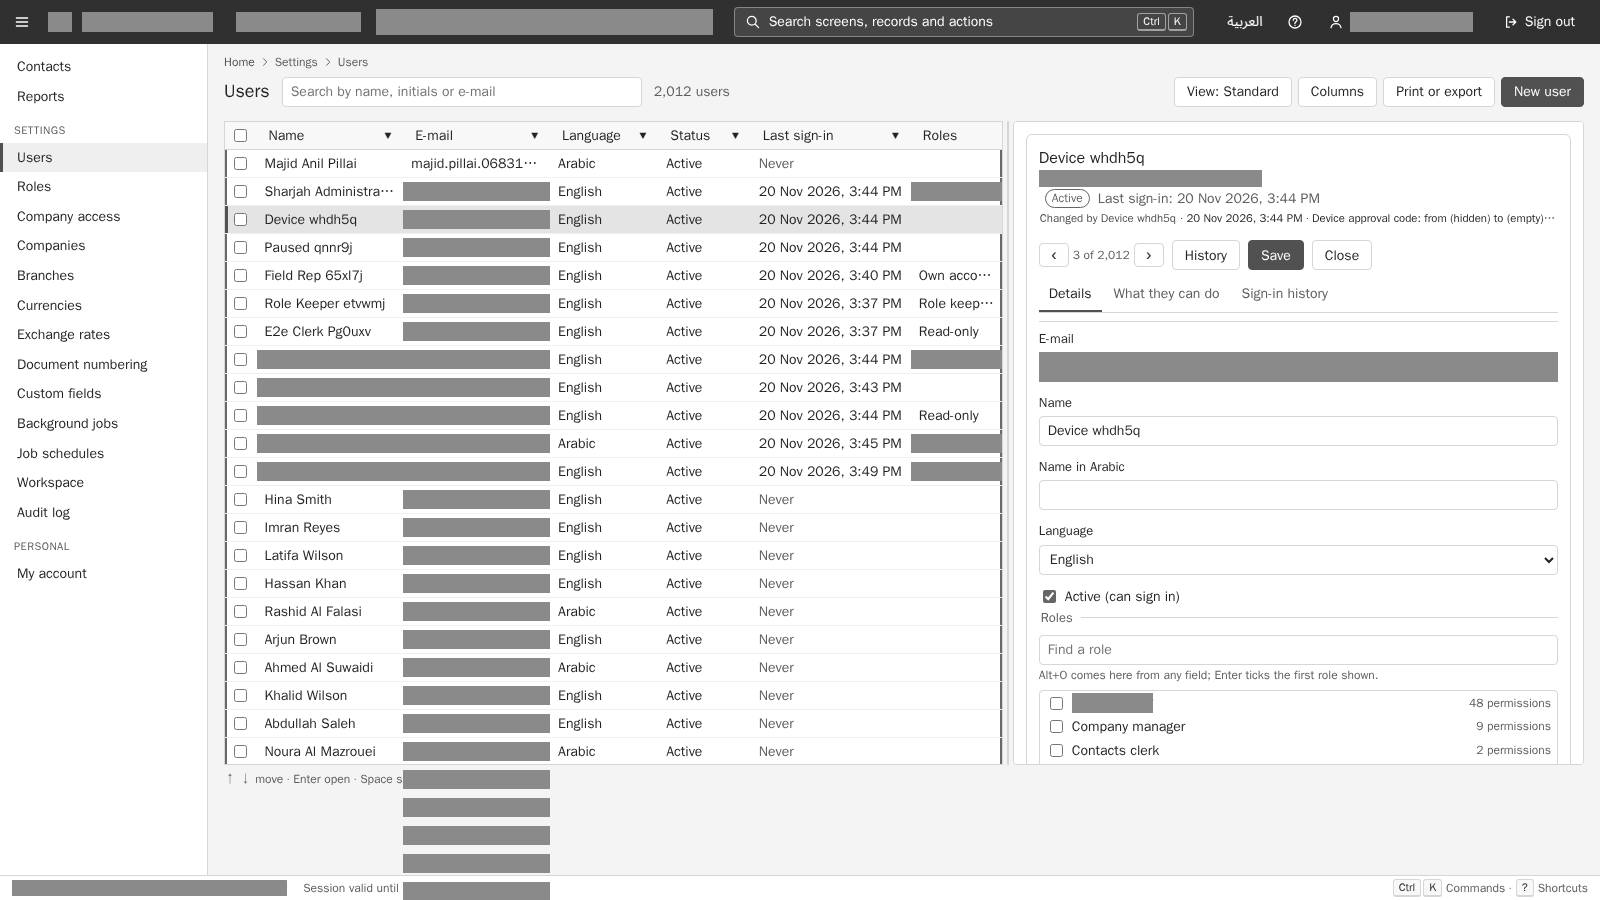 Search screens, records and actions Ctrl K العربية Sign out
Contacts
Reports
SETTINGS
Users
Roles
Company access
Companies
Branches
Currencies
Exchange rates
Document numbering
Custom fields
Background jobs
Job schedules
Workspace
Audit log
PERSONAL
My account
Home > Settings > Users
Users Search by name, initials or e-mail 2,012 users View: Standard Columns Print or export New user
Name ▼ E-mail ▼ Language ▼ Status ▼ Last sign-in ▼ Roles
Majid Anil Pillai majid.pillai.06831··· Arabic Active Never
Sharjah Administra··· English Active 20 Nov 2026, 3:44 PM
Device whdh5q English Active 20 Nov 2026, 3:44 PM
Paused qnnr9j English Active 20 Nov 2026, 3:44 PM
Field Rep 65xl7j English Active 20 Nov 2026, 3:40 PM Own acco···
Role Keeper etvwmj English Active 20 Nov 2026, 3:37 PM Role keep···
E2e Clerk Pg0uxv English Active 20 Nov 2026, 3:37 PM Read-only
English Active 20 Nov 2026, 3:44 PM
English Active 20 Nov 2026, 3:43 PM
English Active 20 Nov 2026, 3:44 PM Read-only
Arabic Active 20 Nov 2026, 3:45 PM
English Active 20 Nov 2026, 3:49 PM
Hina Smith English Active Never
Imran Reyes English Active Never
Latifa Wilson English Active Never
Hassan Khan English Active Never
Rashid Al Falasi Arabic Active Never
Arjun Brown English Active Never
Ahmed Al Suwaidi Arabic Active Never
Khalid Wilson English Active Never
Abdullah Saleh English Active Never
Noura Al Mazrouei Arabic Active Never
↑ ↓ move · Enter open · Space s
Device whdh5q
Active Last sign-in: 20 Nov 2026, 3:44 PM
Changed by Device whdh5q · 20 Nov 2026, 3:44 PM · Device approval code: from (hidden) to (empty)···
‹ 3 of 2,012 › History Save Close
Details What they can do Sign-in history
E-mail
Name
Device whdh5q
Name in Arabic
Language
English
Active (can sign in)
Roles
Find a role
Alt+O comes here from any field; Enter ticks the first role shown.
48 permissions
Company manager 9 permissions
Contacts clerk 2 permissions
Session valid until
Ctrl K Commands · ? Shortcuts